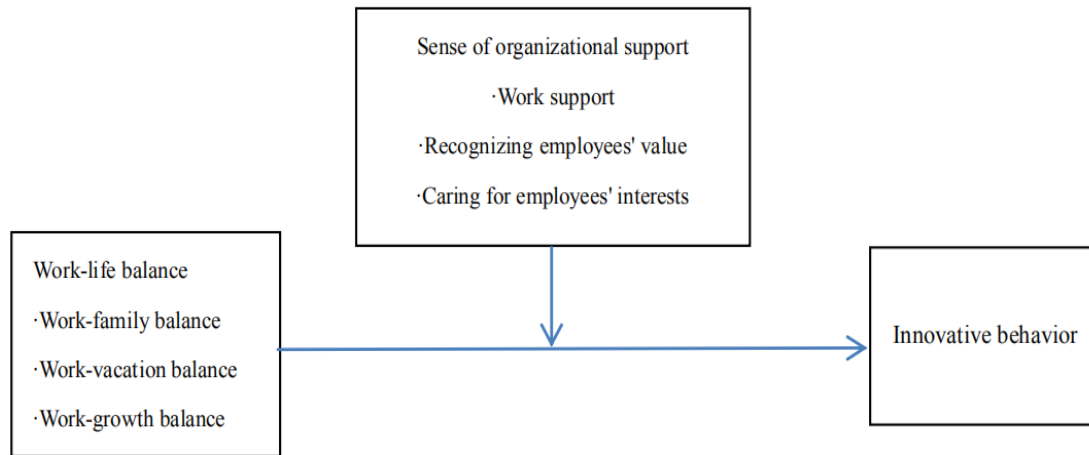 Sense of organizational support
·Work support
·Recognizing employees' value
·Caring for employees' interests
Work-life balance
·Work-family balance
·Work-vacation balance
·Work-growth balance
Innovative behavior